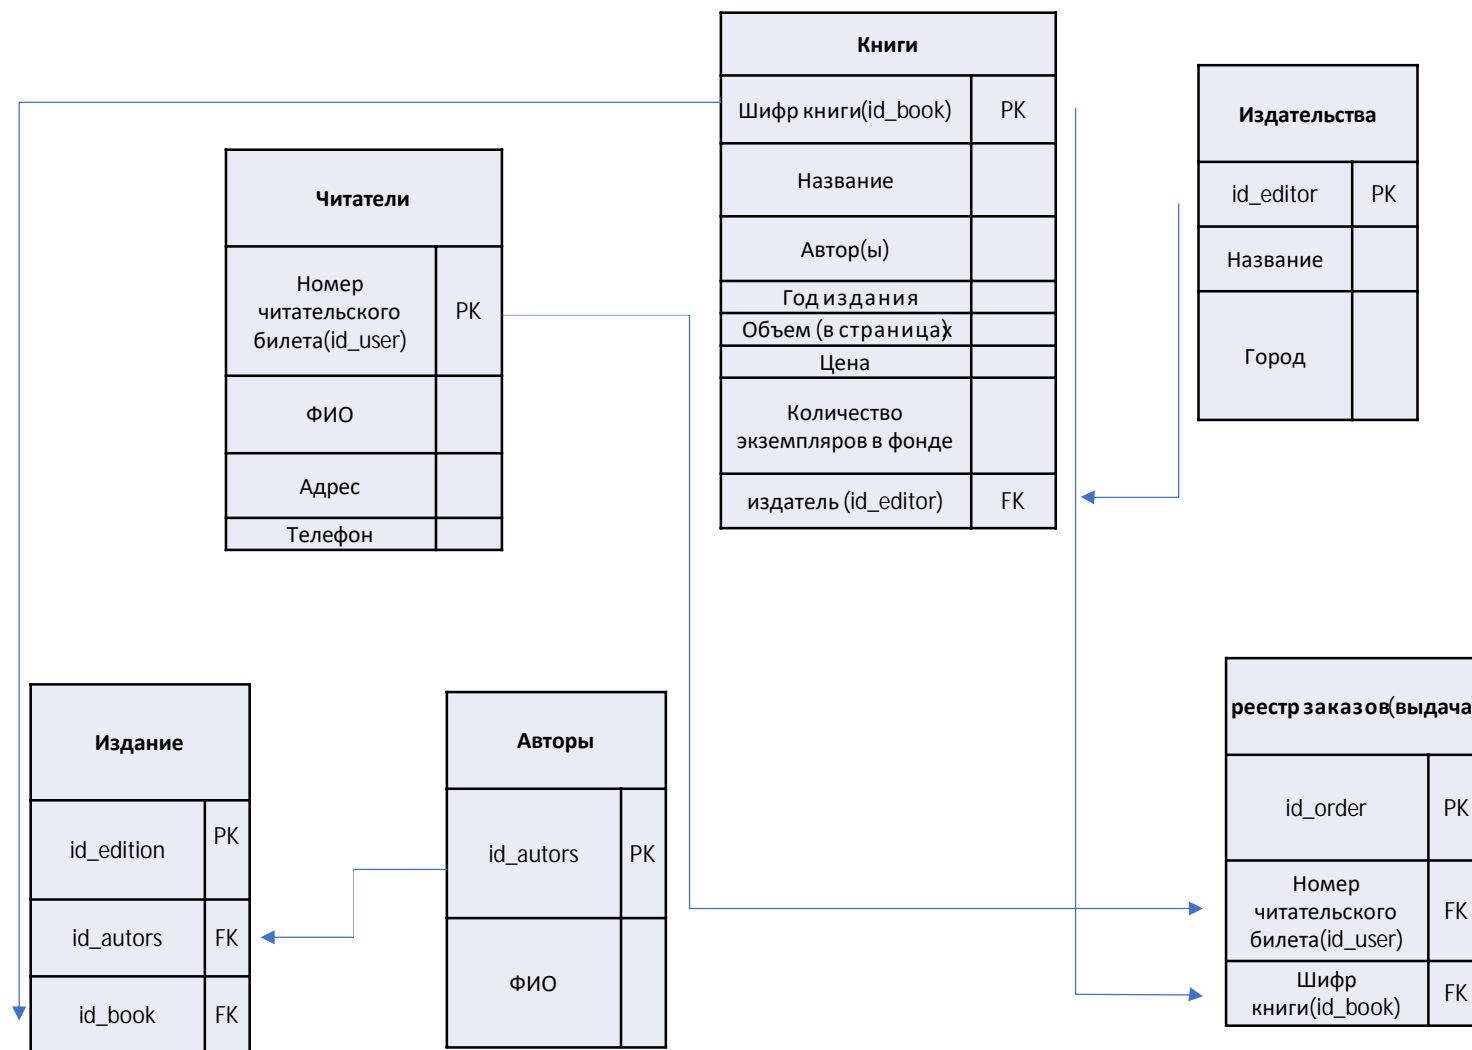 Книги
Шифр книги(id_book) PK
Название
Автор(ы)
Год издания
Объем (в страницах
Цена
Количество
экземпляров в фонде
издатель (id_editor) FK
Издательства
id_editor PK
Название
Город
Читатели
Номер
читательского
билета(id_user) PK
ФИО
Адрес
Телефон
Издание
id_edition PK
id_autors FK
id_book FK
Авторы
id_autors PK
ФИО
реестр заказов(выдача
id_order PK
Номер
читательского
билета(id_user) FK
Шифр
книги(id_book) FK